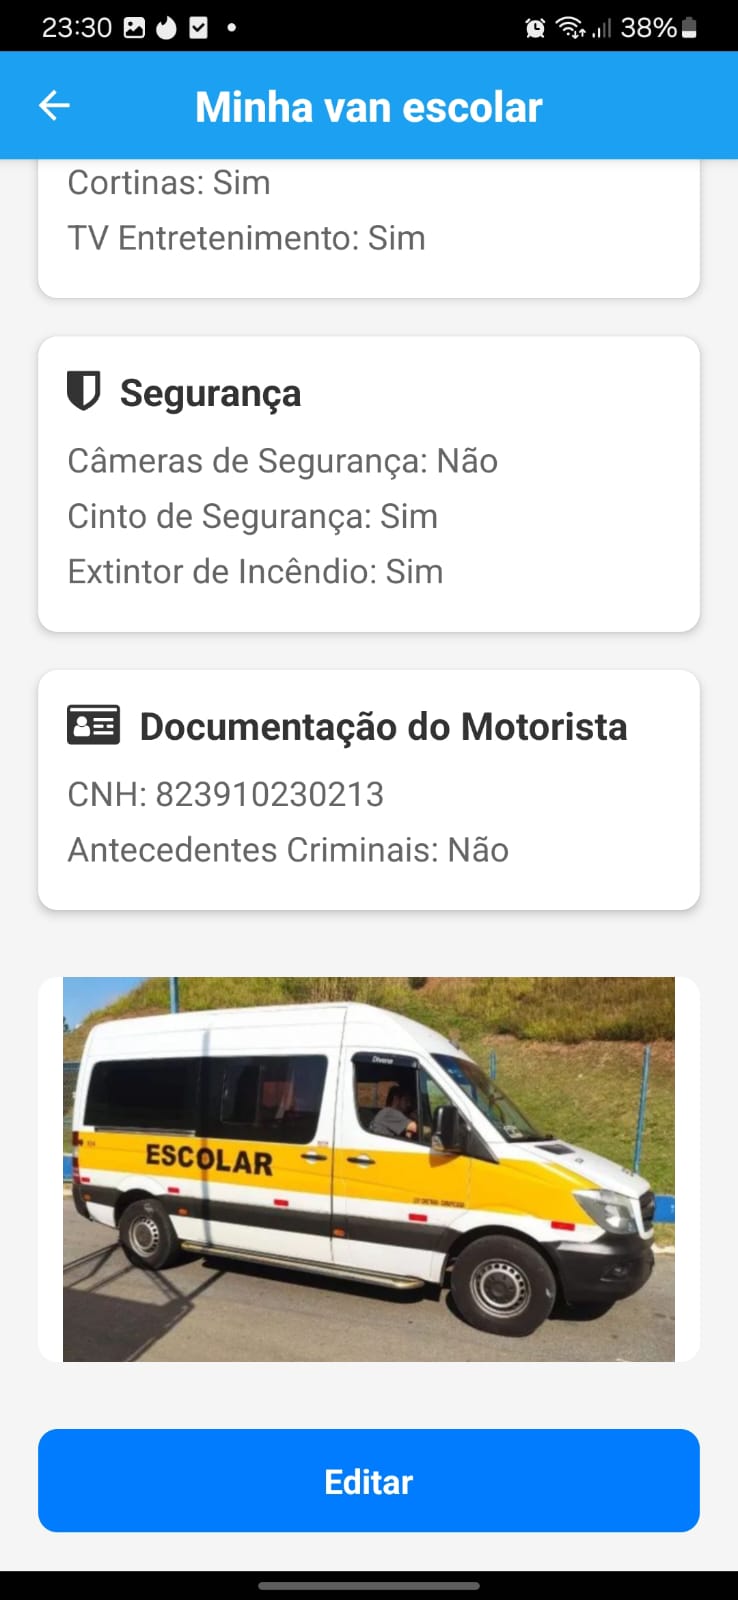 23:30
38%
Minha van escolar
Cortinas: Sim
TV Entretenimento: Sim
Segurança
Câmeras de Segurança: Não
Cinto de Segurança: Sim
Extintor de Incêndio: Sim
Documentação do Motorista
CNH: 823910230213
Antecedentes Criminais: Não
ESCOLAR
Editar